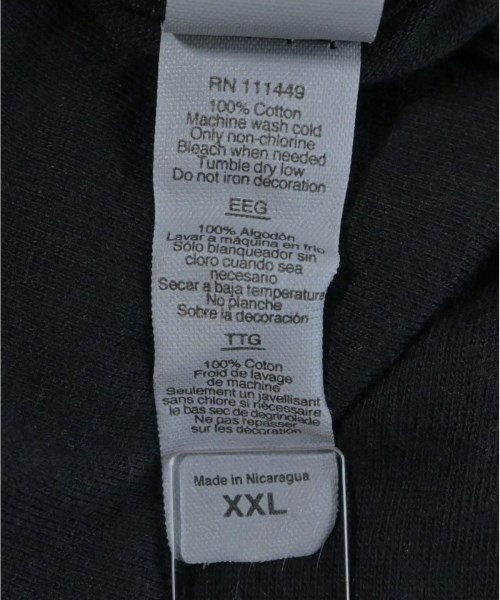 RN 111449
100% Cotton
Machine wash cold
Only non-chlorine
Bleach when needed
Tumble dry low
Do not iron decoration
EEG
100% Algodón
Lavar a máquina en frio
Sólo blanqueador sin
cloro cuando sea
necesario
Secar a baja temperatura
No planche
Sobre la decoración
TTG
100% Coton
Froid de lavage
de machine
Seulement un javellisant
sans chlore si nécessaire.
le bas sec de degrinolade
Ne pas repasser
sur les décoration
Made in Nicaragua
XXL